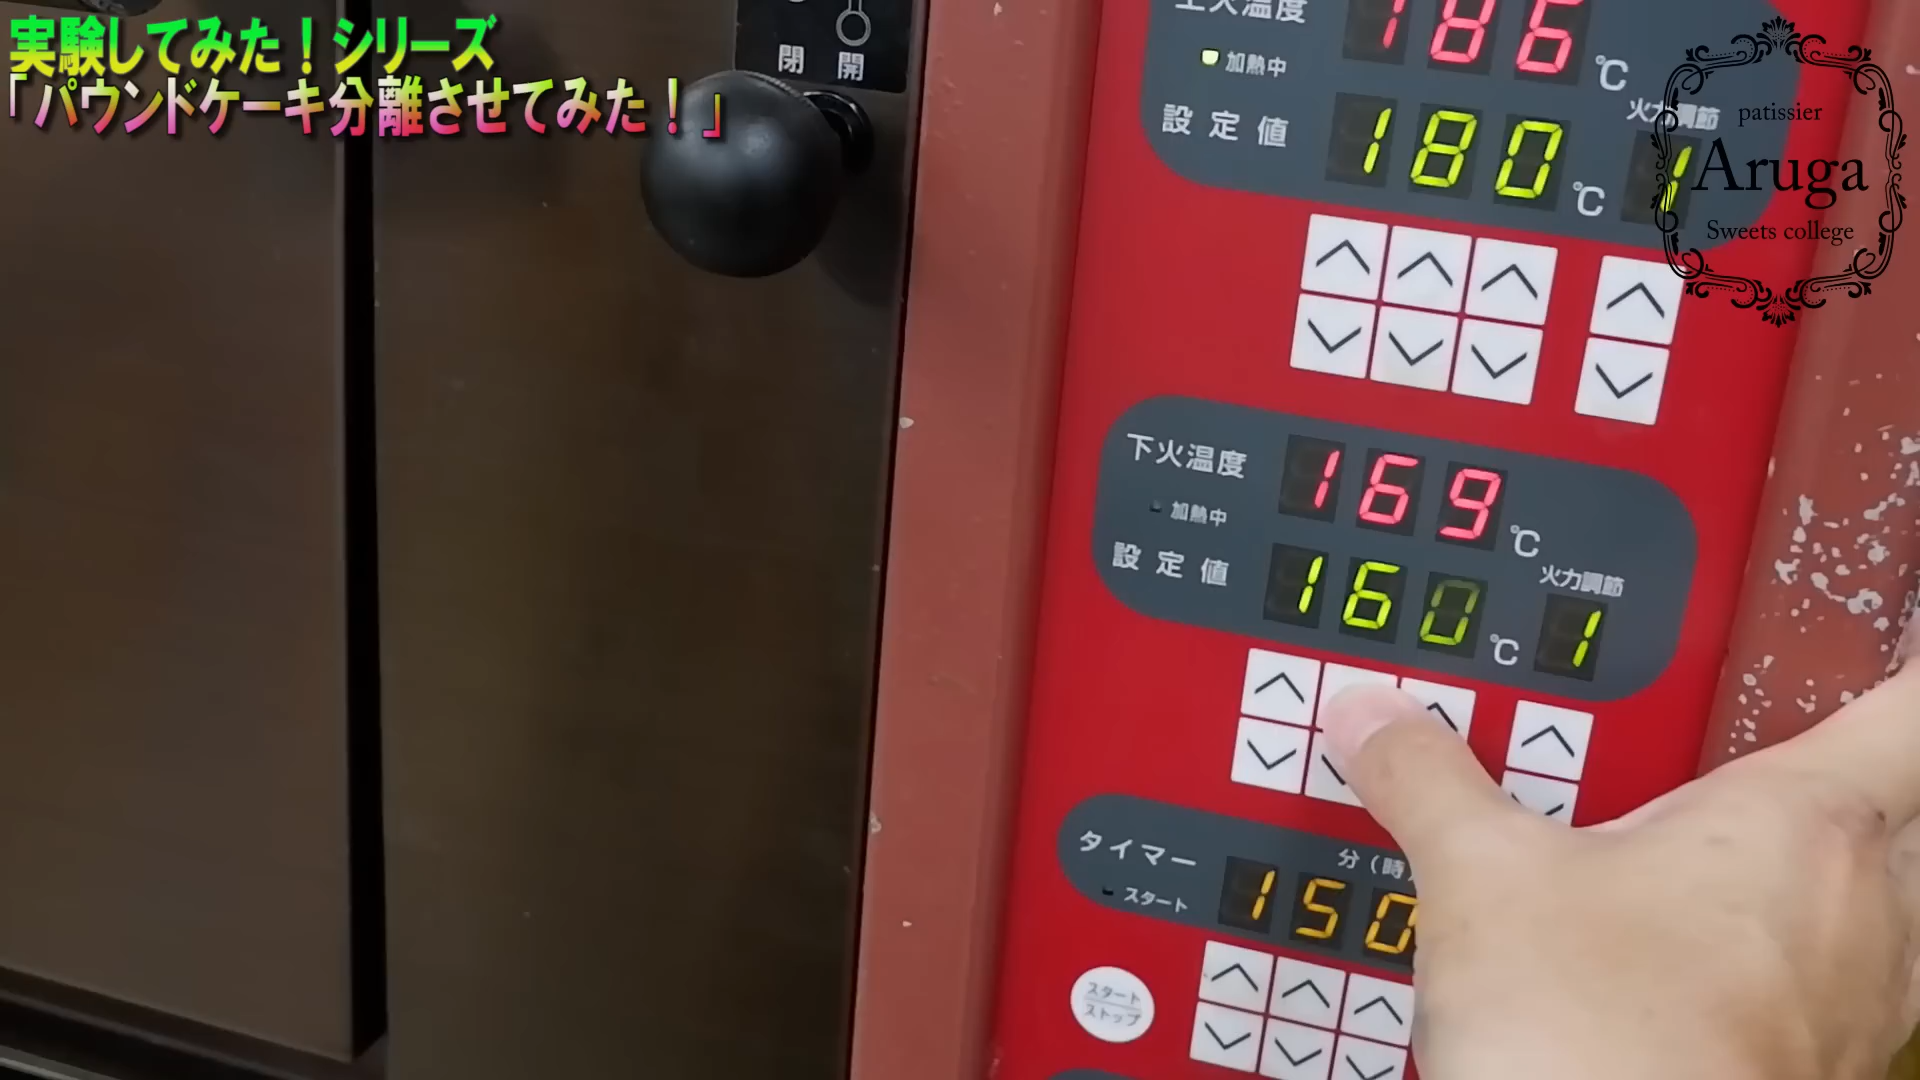 実験してみた！シリーズ
「パウンドケーキ分離させてみた！」
閉 開
上火温度 186 ℃
加熱中
火力調節
設定値 180 ℃ 1
patissier
Aruga
Sweets college
下火温度 169 ℃
加熱中
火力調節
設定値 160 ℃ 1
タイマー 分（時）
スタート 150
スタート
ストップ